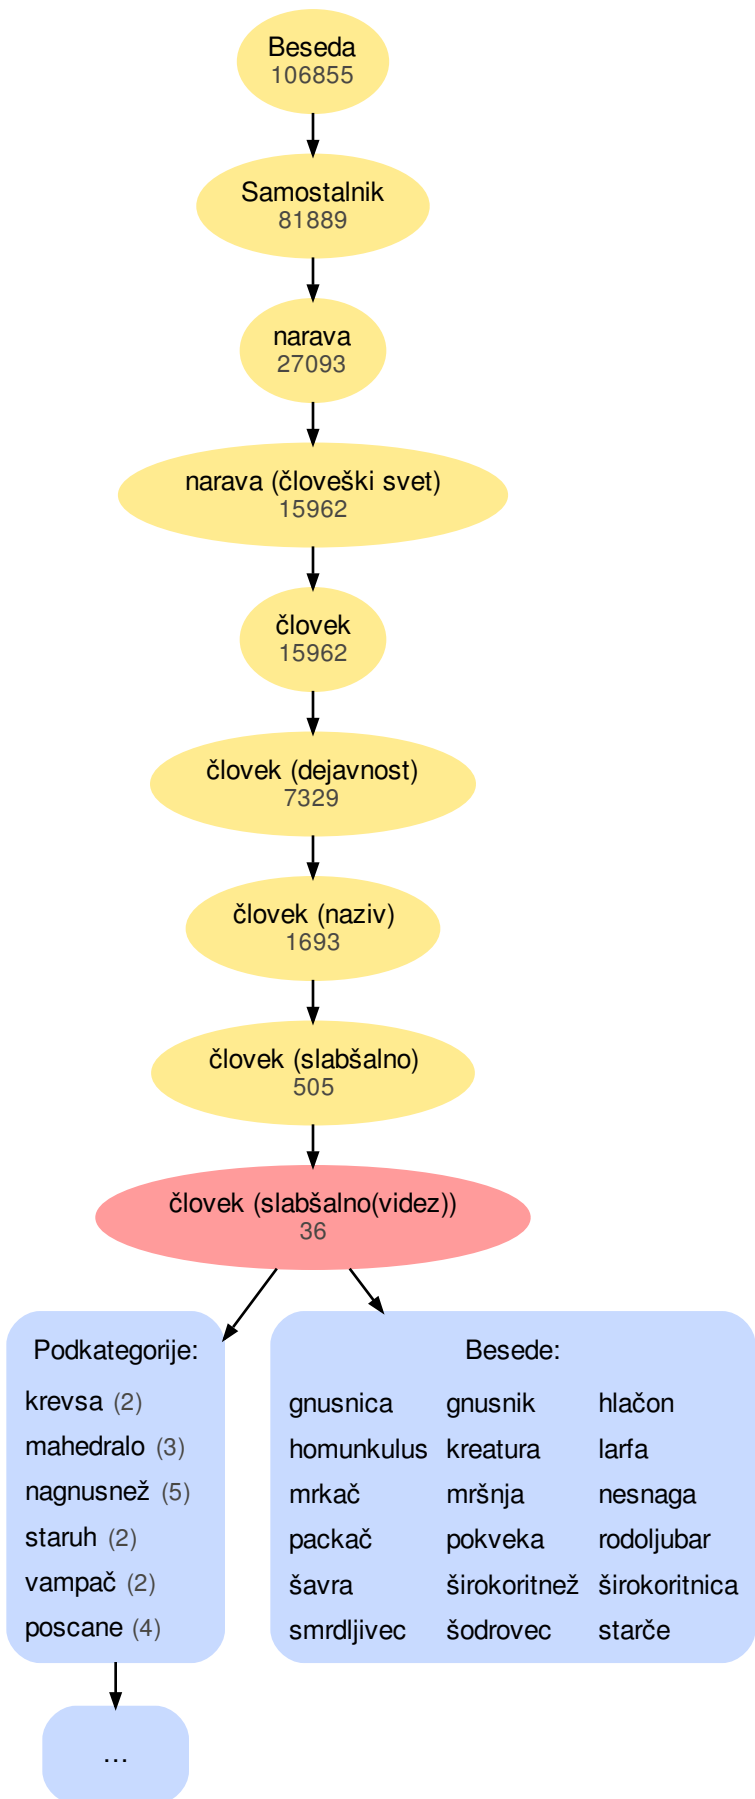 Beseda
106855
Samostalnik
81889
narava
27093
narava (človeški svet)
15962
človek
15962
človek (dejavnost)
7329
človek (naziv)
1693
človek (slabšalno)
505
človek (slabšalno(videz))
36
Podkategorije:
krevsa (2)
mahedralo (3)
nagnusnež (5)
staruh (2)
vampač (2)
poscane (4)
...
Besede:
gnusnica gnusnik hlačon
homunkulus kreatura larfa
mrkač mršnja nesnaga
packač pokveka rodoljubar
šavra širokoritnež širokoritnica
smrdljivec šodrovec starče